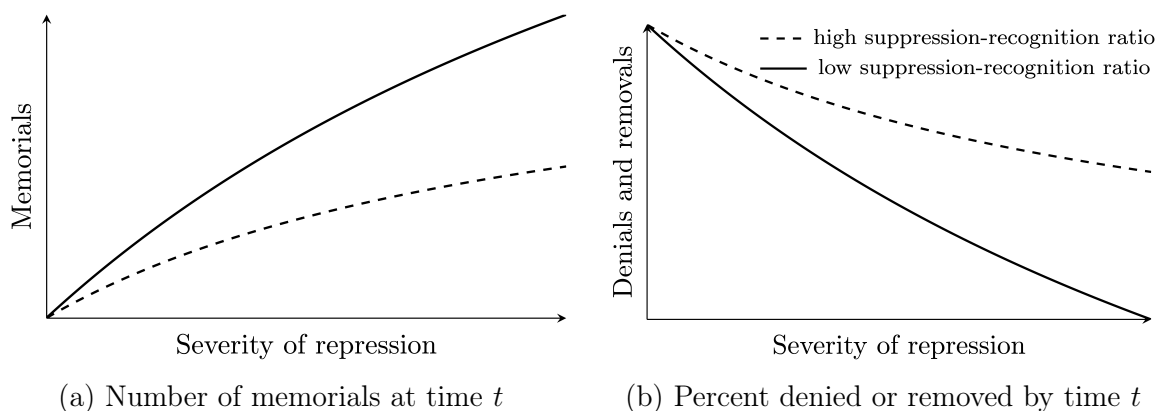 Memorials
Severity of repression
(a) Number of memorials at time t
high suppression-recognition ratio
low suppression-recognition ratio
Denials and removals
Severity of repression
(b) Percent denied or removed by time t